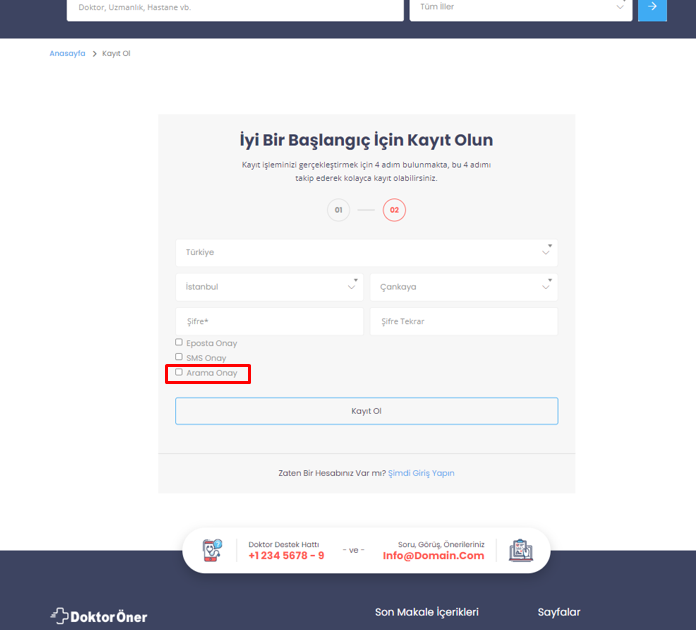 Doktor, Uzmanlık, Hastane vb.
Tüm İller
Anasayfa > Kayıt Ol
İyi Bir Başlangıç İçin Kayıt Olun
Kayıt işleminizi gerçekleştirmek için 4 adım bulunmakta, bu 4 adımı
takip ederek kolayca kayıt olabilirsiniz.
01
02
Türkiye
İstanbul
Çankaya
Şifre*
Şifre Tekrar
Eposta Onay
SMS Onay
Arama Onay
Kayıt Ol
Zaten Bir Hesabınız Var mı? Şimdi Giriş Yapın
Doktor Destek Hattı
+1 234 5678 - 9
- ve -
Soru, Görüş, Önerileriniz
Info@Domain.Com
DoktorÖner
Son Makale İçerikleri
Sayfalar